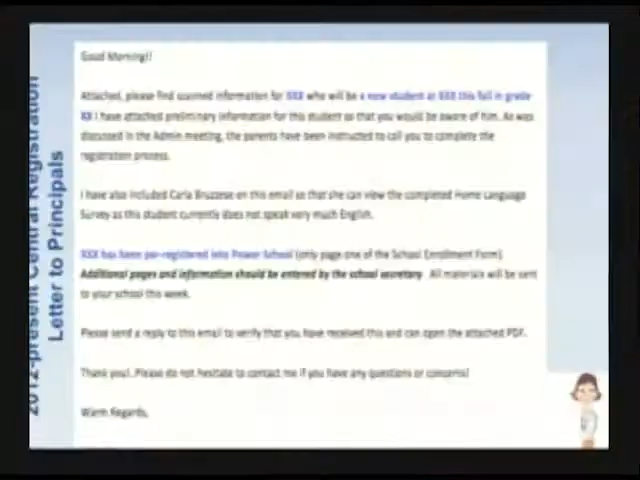 2012-present Central Registration
Letter to Principals
Good Morning!!
Attached, please find scanned information for XXX who will be a new student at XXX this fall in grade
XX I have attached preliminary information for this student so that you would be aware of him. As was
discussed in the Admin meeting, the parents have been instructed to call you to complete the
registration process.
I have also included Carla Bruzzese on this email so that she can view the completed Home Language
Survey as this student currently does not speak very much English.
XXX has been per-registered into Power School (only page one of the School Enrollment Form)
Additional pages and information should be entered by the school secretary. All materials will be sent
to your school this week.
Please send a reply to this email to verify that you have received this and can open the attached PDF.
Thank you!. Please do not hesitate to contact me if you have any questions or concerns!
Warm Regards,